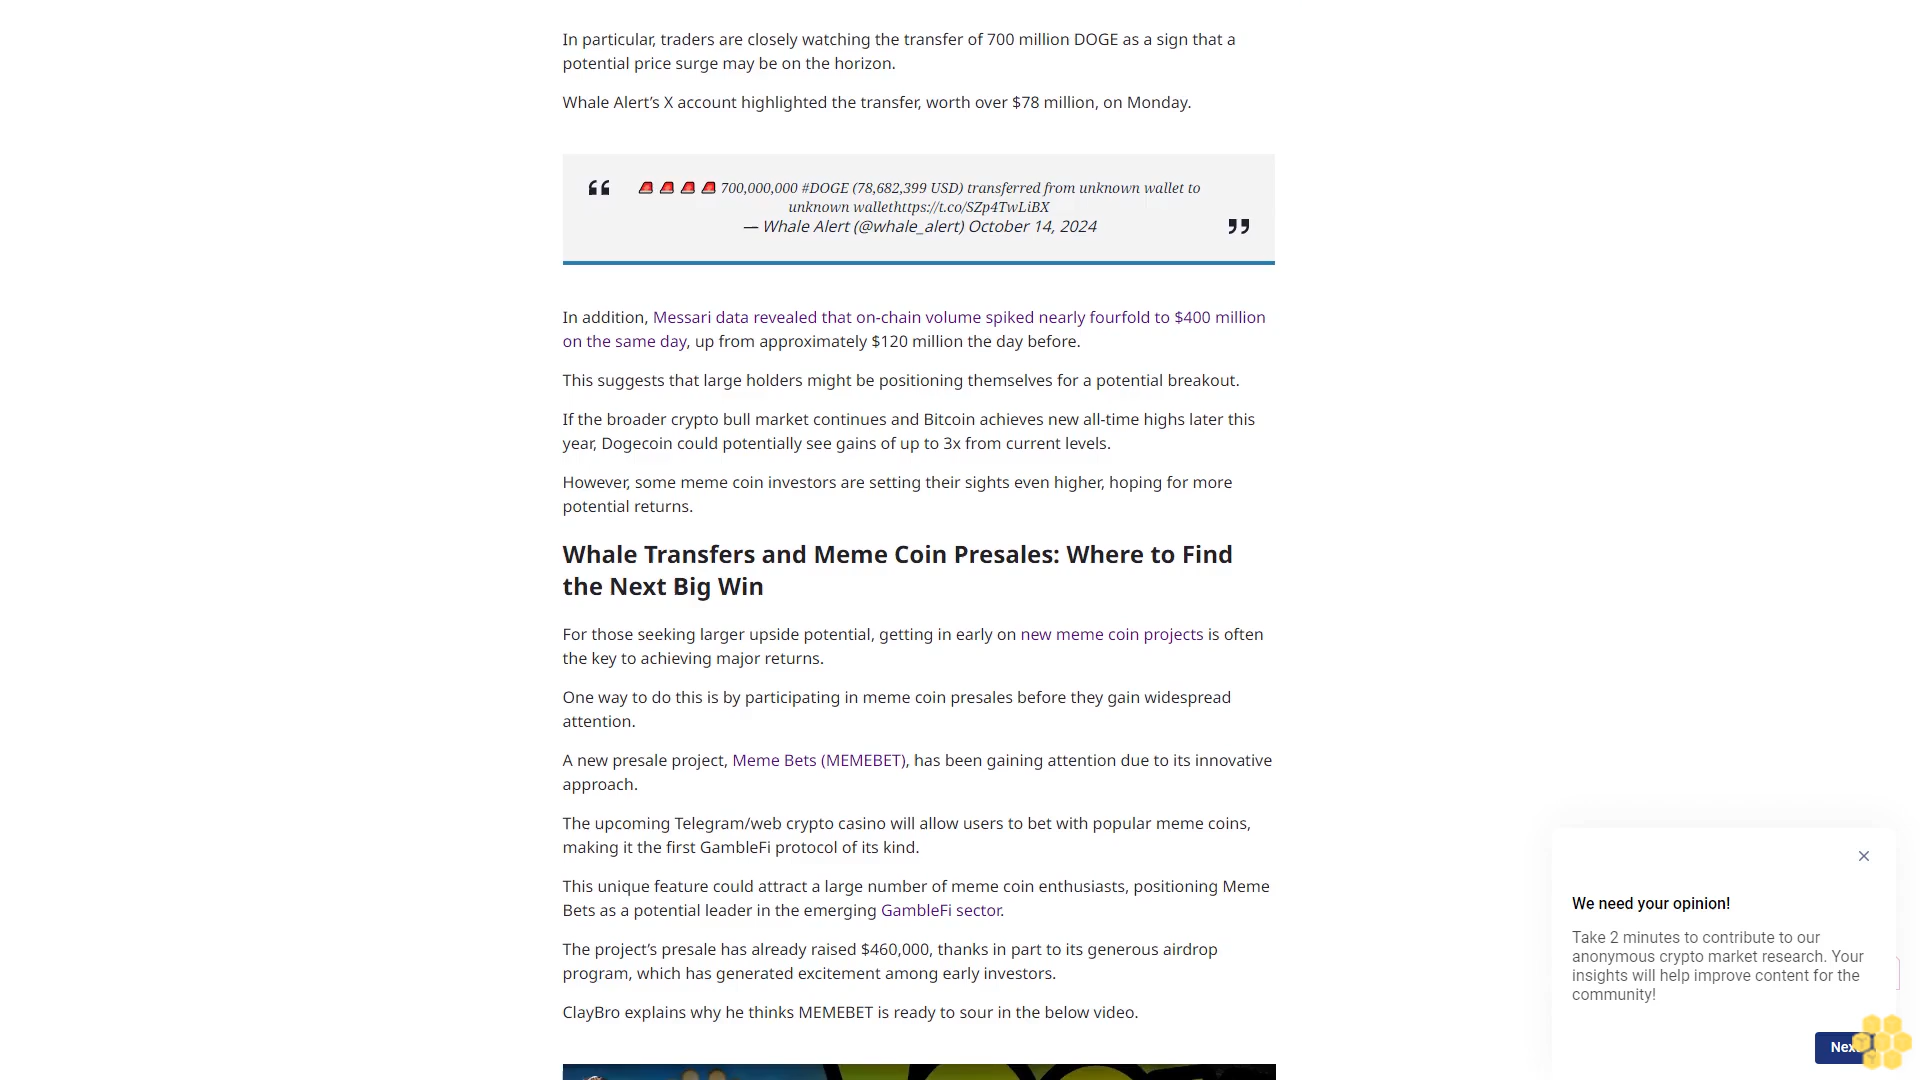 In particular, traders are closely watching the transfer of 700 million DOGE as a sign that a
potential price surge may be on the horizon.
Whale Alert’s X account highlighted the transfer, worth over $78 million, on Monday.
“
🚨 🚨 🚨 🚨 700,000,000 #DOGE (78,682,399 USD) transferred from unknown wallet to
unknown wallethttps://t.co/SZp4TwLiBX
— Whale Alert (@whale_alert) October 14, 2024
”
In addition, Messari data revealed that on-chain volume spiked nearly fourfold to $400 million
on the same day, up from approximately $120 million the day before.
This suggests that large holders might be positioning themselves for a potential breakout.
If the broader crypto bull market continues and Bitcoin achieves new all-time highs later this
year, Dogecoin could potentially see gains of up to 3x from current levels.
However, some meme coin investors are setting their sights even higher, hoping for more
potential returns.
Whale Transfers and Meme Coin Presales: Where to Find
the Next Big Win
For those seeking larger upside potential, getting in early on new meme coin projects is often
the key to achieving major returns.
One way to do this is by participating in meme coin presales before they gain widespread
attention.
A new presale project, Meme Bets (MEMEBET), has been gaining attention due to its innovative
approach.
The upcoming Telegram/web crypto casino will allow users to bet with popular meme coins,
making it the first GambleFi protocol of its kind.
This unique feature could attract a large number of meme coin enthusiasts, positioning Meme
Bets as a potential leader in the emerging GambleFi sector.
The project’s presale has already raised $460,000, thanks in part to its generous airdrop
program, which has generated excitement among early investors.
ClayBro explains why he thinks MEMEBET is ready to sour in the below video.
We need your opinion!
Take 2 minutes to contribute to our
anonymous crypto market research. Your
insights will help improve content for the
community!